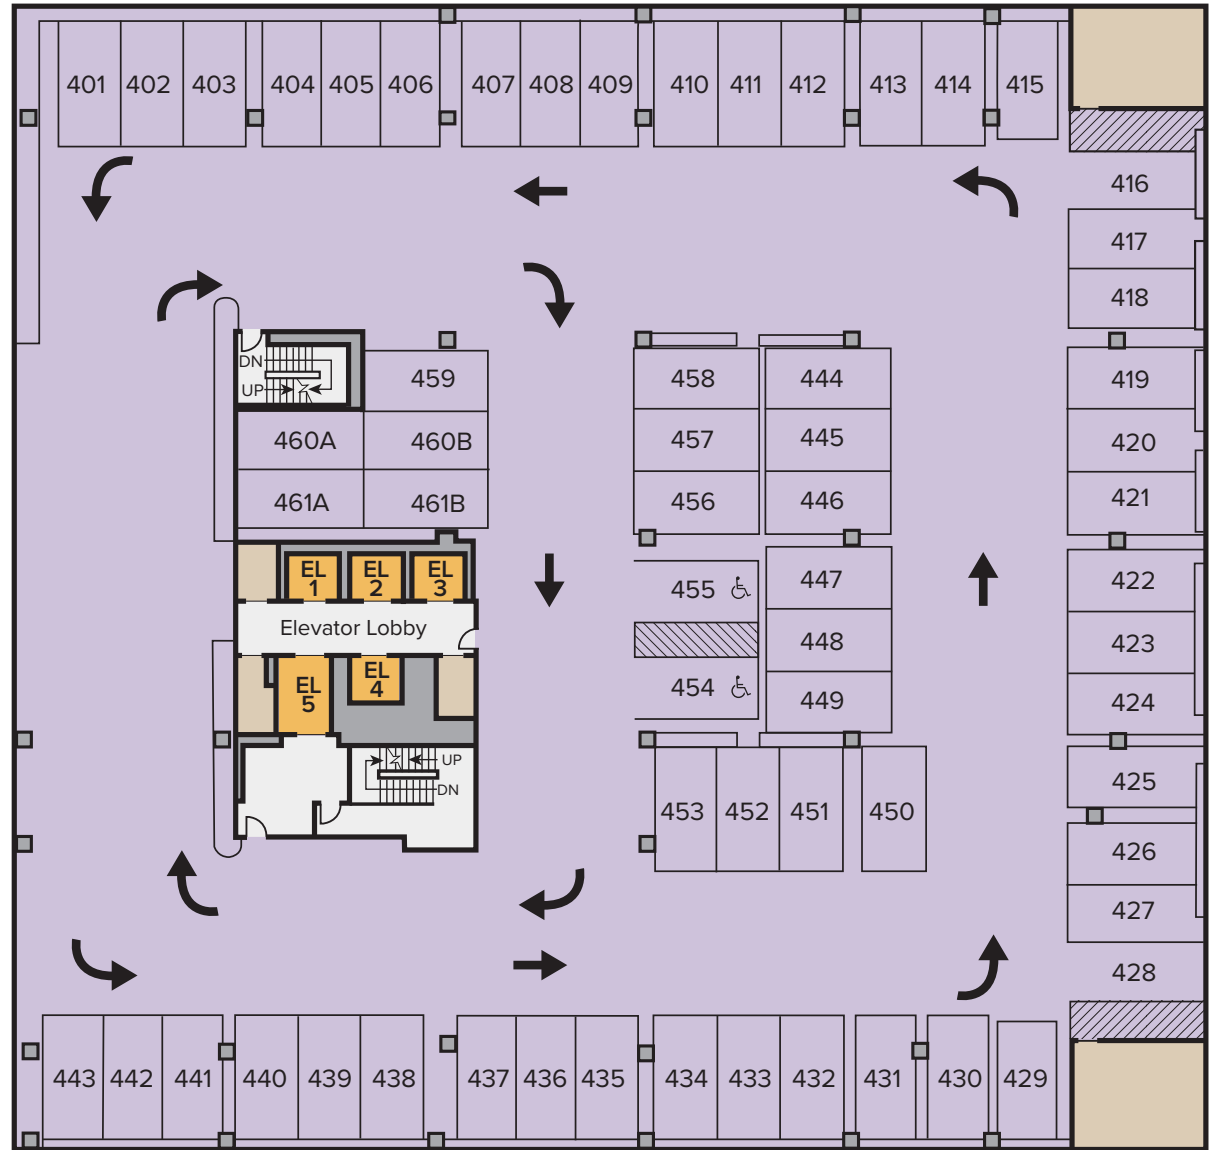 401 402 403 404 405 406 407 408 409 410 411 412 413 414 415
416
417
418
DN
UP
459
458 444
419
460A 460B
457 445
420
461A 461B
456 446
421
EL 1
EL 2
EL 3
455
447
422
Elevator Lobby
448
423
EL 5
EL 4
454
449
424
UP
DN
453 452 451 450
425
426
427
428
443 442 441 440 439 438 437 436 435 434 433 432 431 430 429